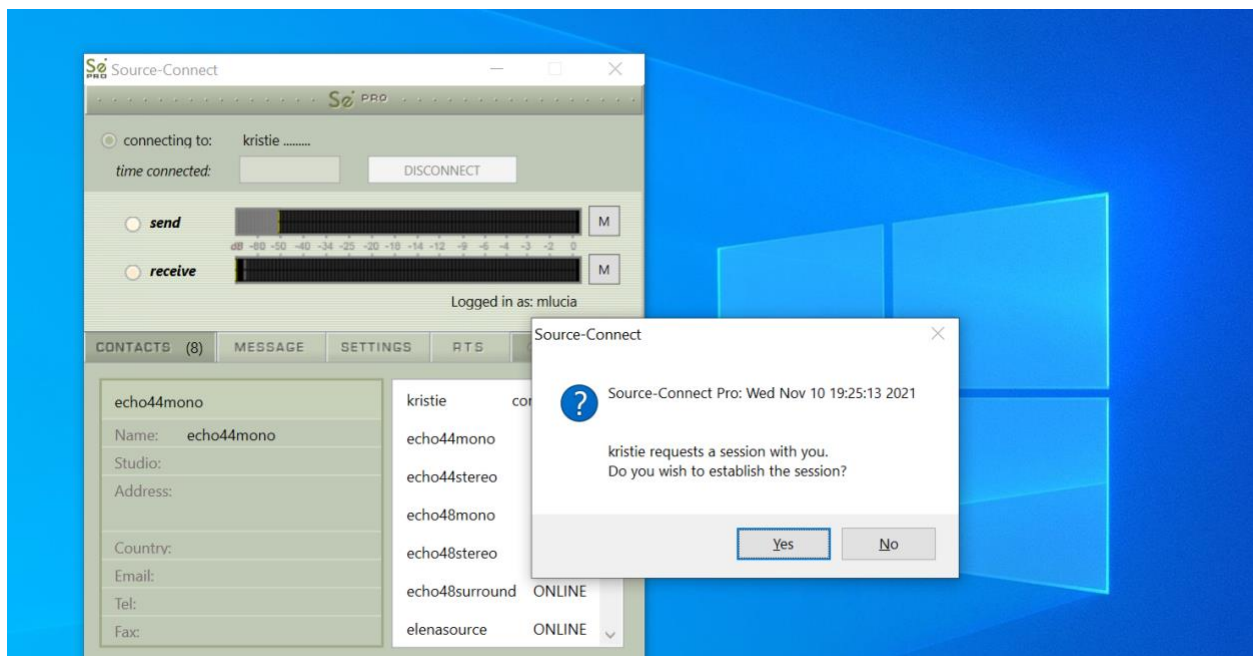 Sø PRO Source-Connect
Sø PRO
connecting to: kristie .........
time connected: DISCONNECT
send M
dB -80 -50 -40 -34 -25 -20 -18 -14 -12 -9 -6 -4 -3 -2 0
receive M
Logged in as: mlucia
CONTACTS (8) MESSAGE SETTINGS RTS
echo44mono
Name: echo44mono
Studio:
Address:
Country:
Email:
Tel:
Fax:
kristie
echo44mono
echo44stereo
echo48mono
echo48stereo
echo48surround ONLINE
elenasource ONLINE
Source-Connect
Source-Connect Pro: Wed Nov 10 19:25:13 2021
kristie requests a session with you.
Do you wish to establish the session?
Yes No